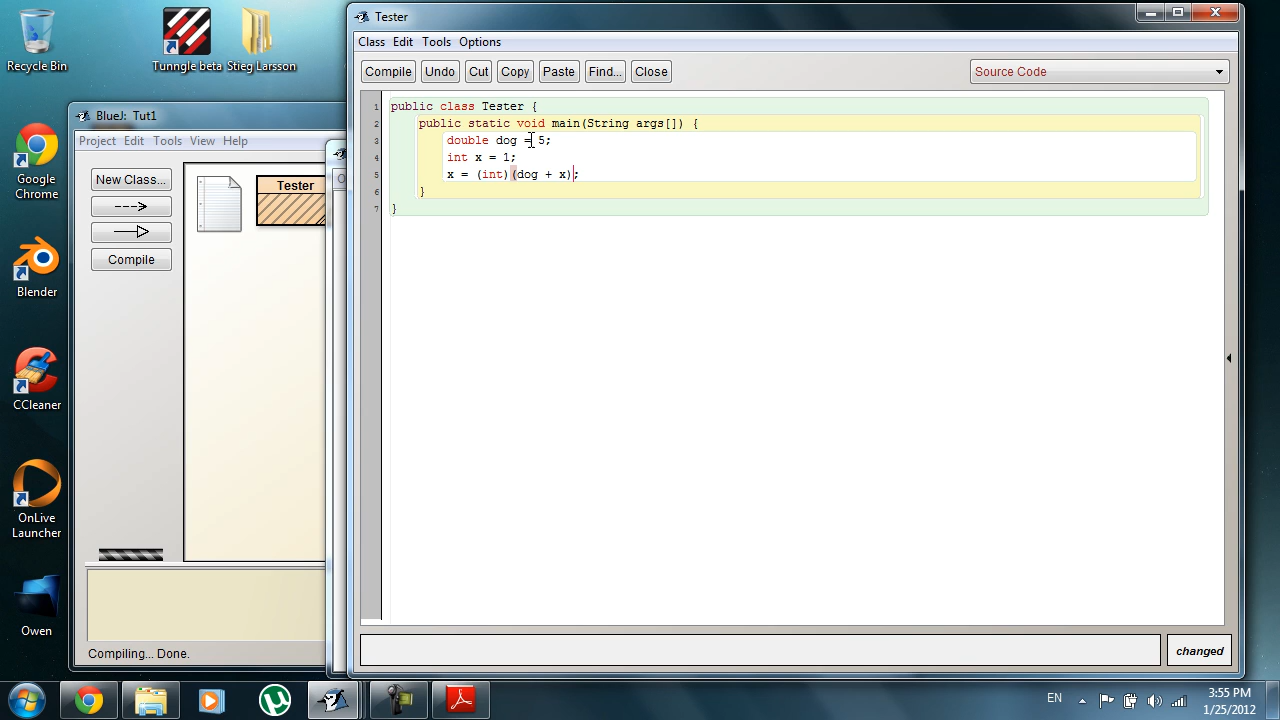 Recycle Bin
Tunngle beta
Stieg Larsson
Google
Chrome
Blender
CCleaner
OnLive
Launcher
Owen
BlueJ: Tut1
Project Edit Tools View Help
New Class...
Compile
Tester
Compiling... Done.
Tester
Class Edit Tools Options
Compile Undo Cut Copy Paste Find... Close
Source Code
1 public class Tester {
2 public static void main(String args[]) {
3 double dog = 5;
4 int x = 1;
5 x = (int)(dog + x);
6 }
7 }
changed
EN
3:55 PM
1/25/2012